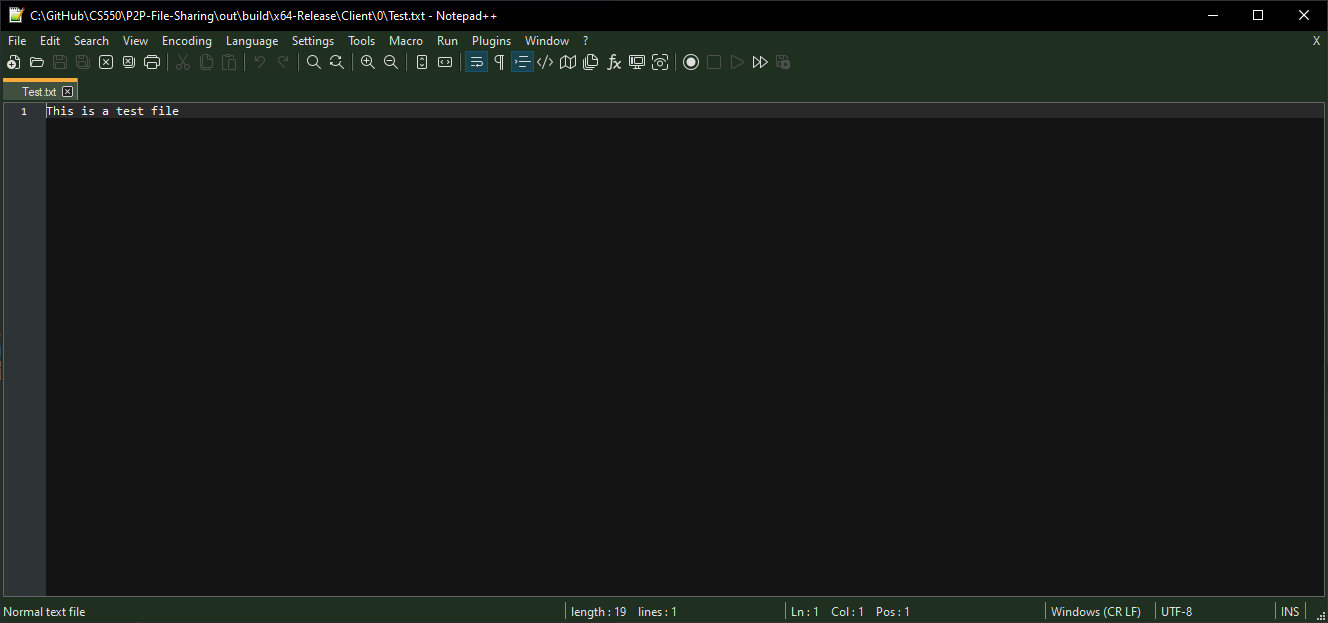 C:\GitHub\CS550\P2P-File-Sharing\out\build\x64-Release\Client\0\Test.txt - Notepad++
File Edit Search View Encoding Language Settings Tools Macro Run Plugins Window ? X
Test.txt
1 This is a test file
Normal text file length : 19 lines : 1 Ln : 1 Col : 1 Pos : 1 Windows (CR LF) UTF-8 INS